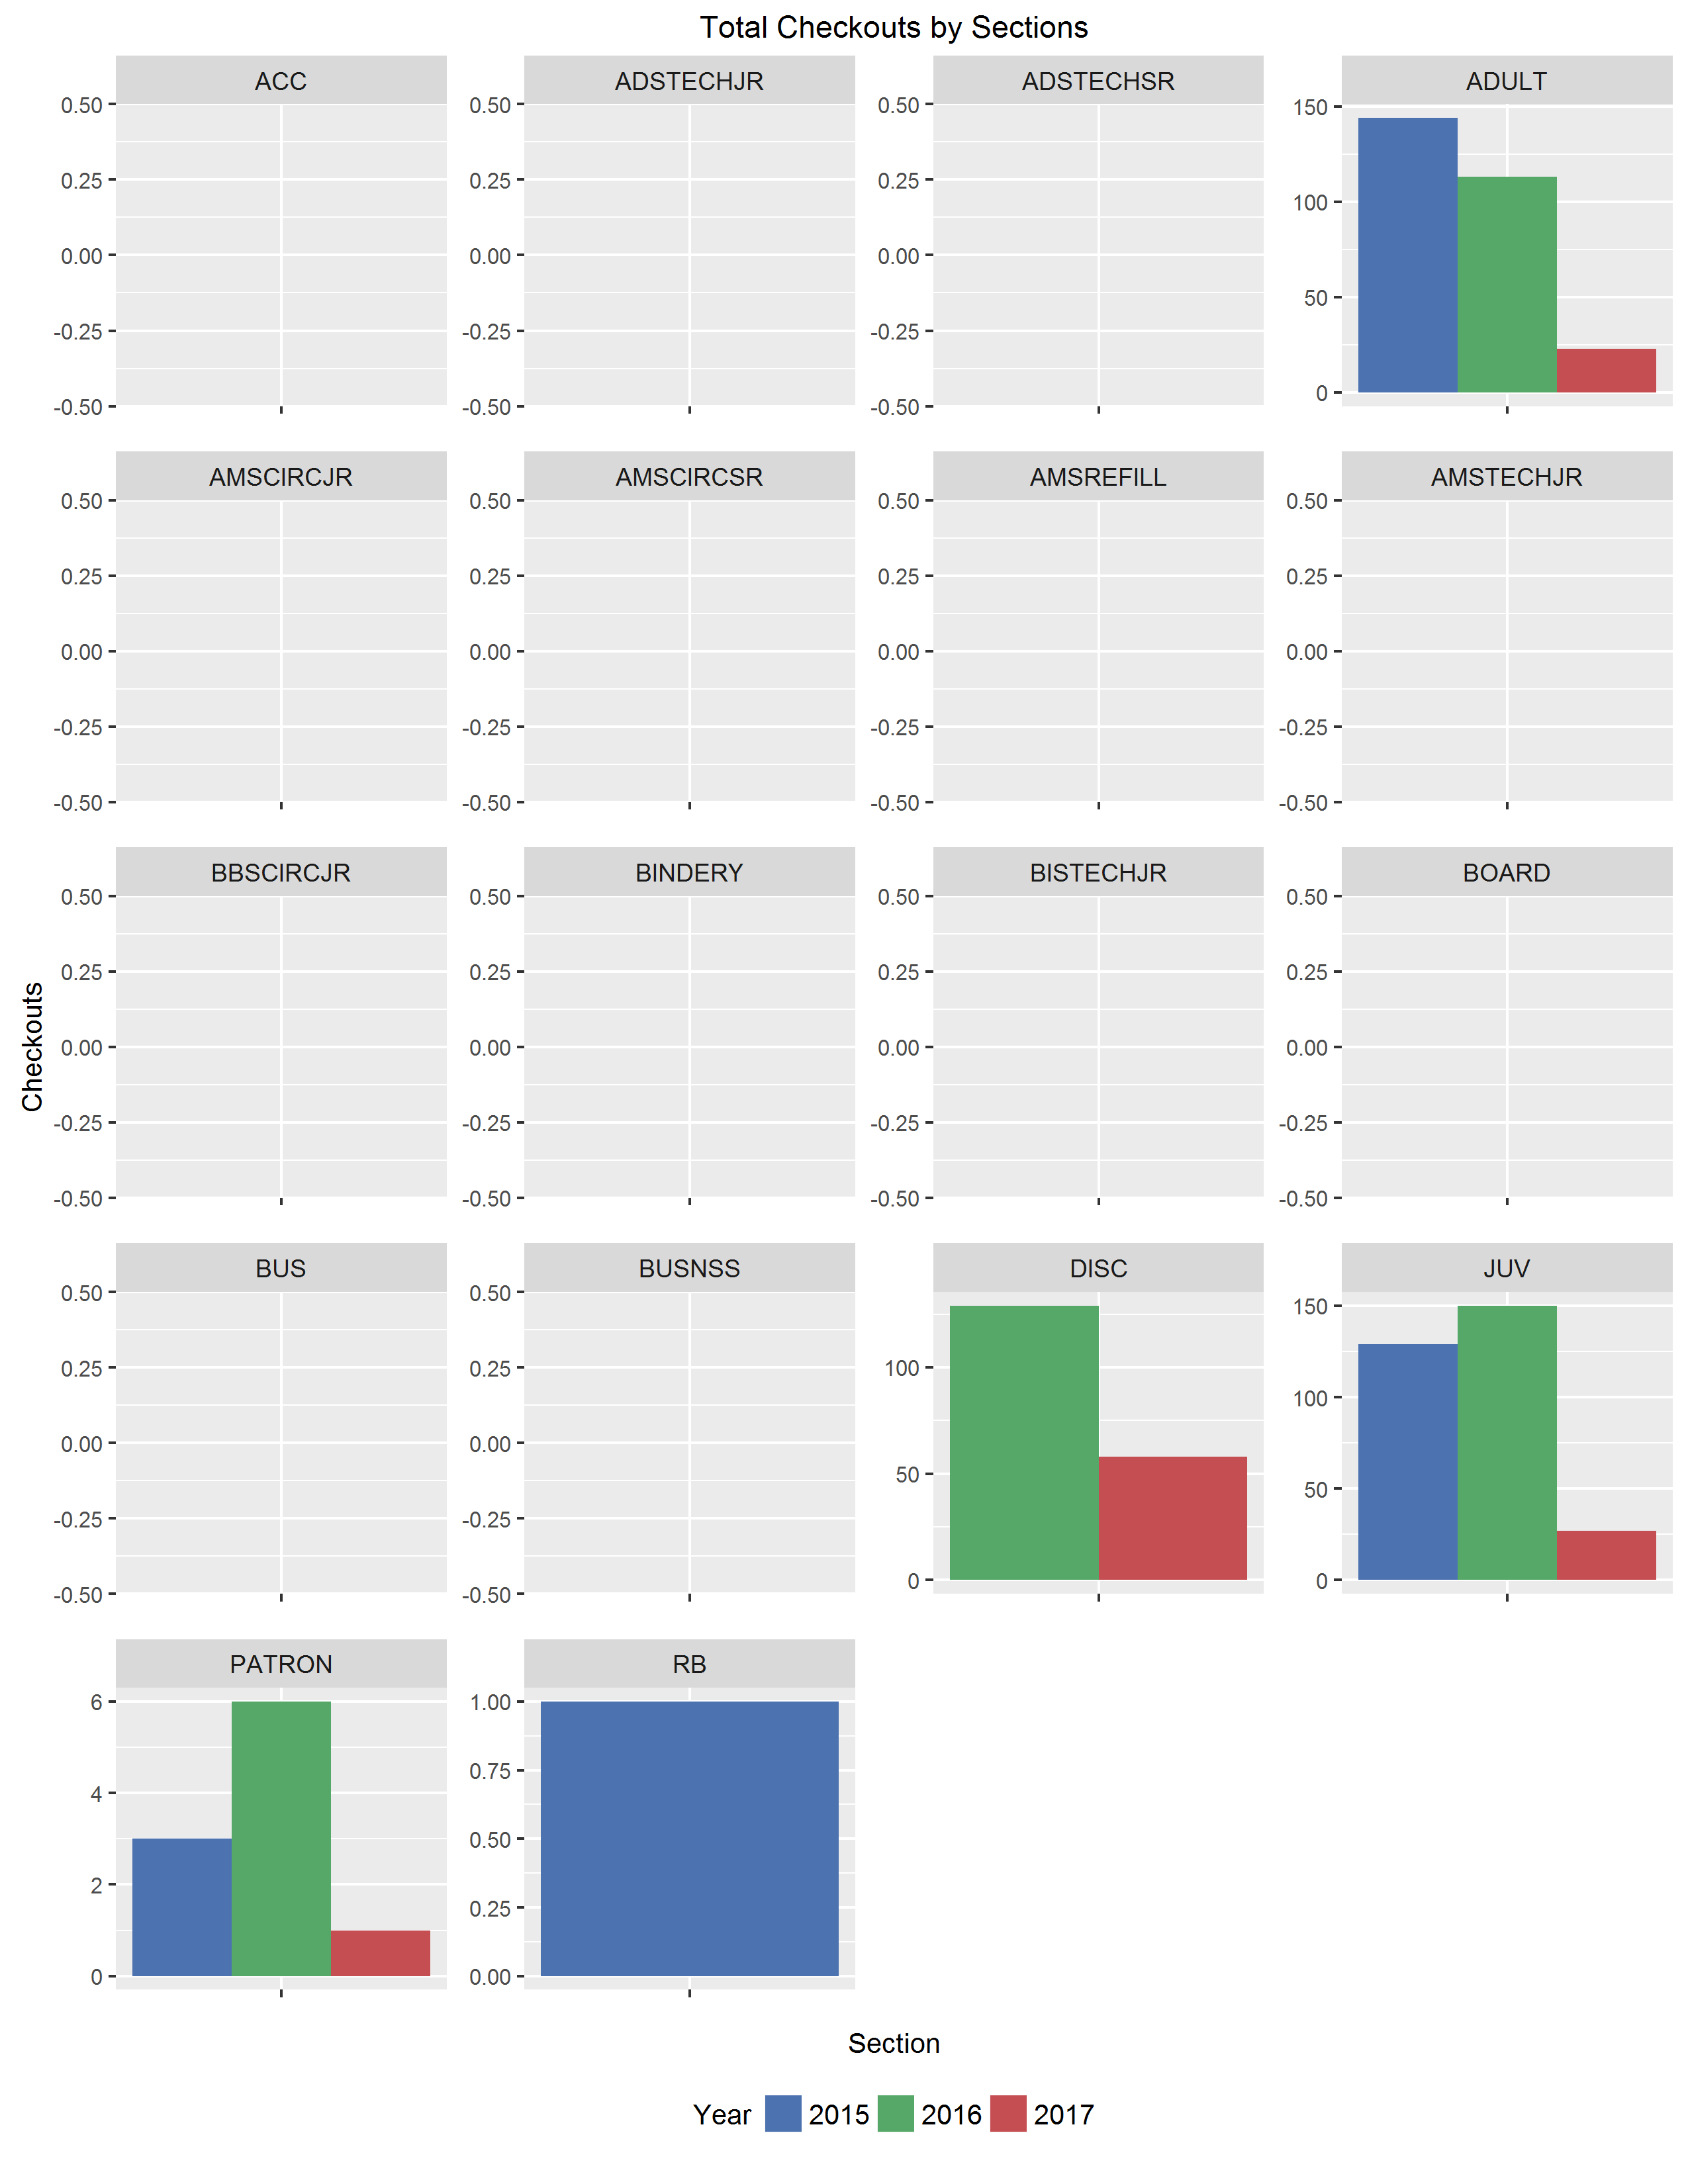 Total Checkouts by Sections
ACC ADSTECHJR ADSTECHSR ADULT
0.50 0.50 0.50 150
0.25 0.25 0.25 100
0.00 0.00 0.00 50
-0.25 -0.25 -0.25 0
-0.50 -0.50 -0.50
AMSCIRCJR AMSCIRCSR AMSREFILL AMSTECHJR
0.50 0.50 0.50 0.50
0.25 0.25 0.25 0.25
0.00 0.00 0.00 0.00
-0.25 -0.25 -0.25 -0.25
-0.50 -0.50 -0.50 -0.50
BBSCIRCJR BINDERY BISTECHJR BOARD
0.50 0.50 0.50 0.50
0.25 0.25 0.25 0.25
0.00 0.00 0.00 0.00
-0.25 -0.25 -0.25 -0.25
-0.50 -0.50 -0.50 -0.50
Checkouts
BUS BUSNSS DISC JUV
0.50 0.50 100 150
0.25 0.25 50 100
0.00 0.00 0 50
-0.25 -0.25 0
-0.50 -0.50
PATRON RB
6 1.00
4 0.75
2 0.50
0 0.25
0.00
Section
Year 2015 2016 2017